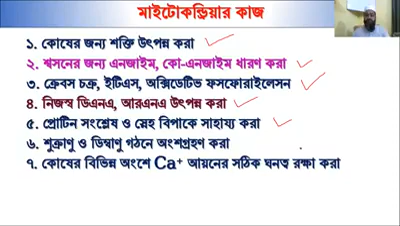 মাইটোকন্ড্রিয়ার কাজ
১. কোষের জন্য শক্তি উৎপন্ন করা
২. শ্বসনের জন্য এনজাইম, কো-এনজাইম ধারণ করা
৩. ক্রেবস চক্র, ইটিএস, অক্সিডেটিভ ফসফোরাইলেসন
৪. নিজস্ব ডিএনএ, আরএনএ উৎপন্ন করা
৫. প্রোটিন সংশ্লেষ ও স্নেহ বিপাকে সাহায্য করা
৬. শুক্রাণু ও ডিম্বাণু গঠনে অংশগ্রহণ করা
৭. কোষের বিভিন্ন অংশে Ca⁺ আয়নের সঠিক ঘনত্ব রক্ষা করা